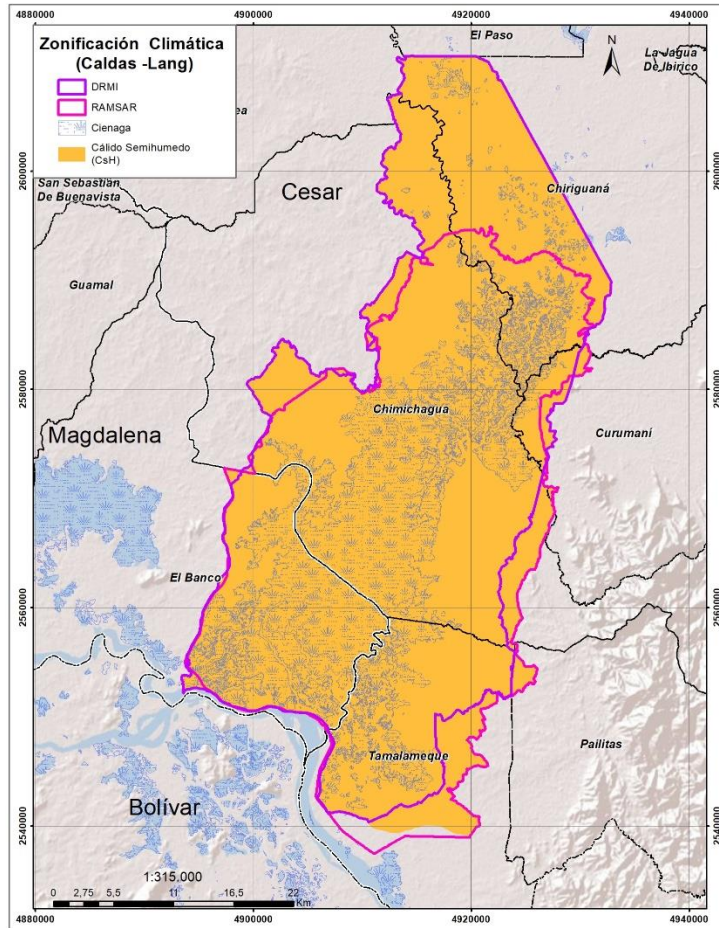 4880000
4900000
4920000
4940000
Zonificación Climática
(Caldas -Lang)
DRMI
RAMSAR
Cienaga
Cálido Semihumedo
(CsH)
El Paso
N
La Jagua
De Ibirico
ea
2600000
2600000
San Sebastian
De Buenavista
Cesar
Chiriguaná
Guamal
2580000
2580000
Chimichagua
Magdalena
Curumaní
El Banco
2560000
2560000
Tamalameque
Pailitas
Bolívar
2540000
2540000
1:315.000
0 2,75 5,5 11 16,5 22
Km
4880000
4900000
4920000
4940000